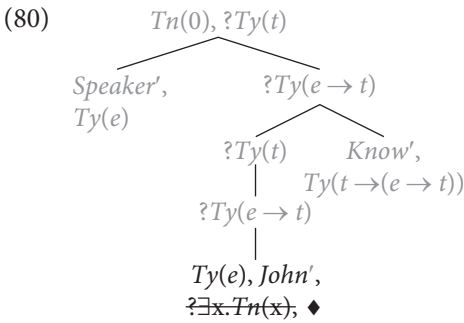 (80)
Tn(0), ?Ty(t)
Speaker′, ?Ty(e → t)
Ty(e)
?Ty(t) Know′,
Ty(t →(e → t))
?Ty(e → t)
Ty(e), John′,
?∃x.Tn(x), ♦